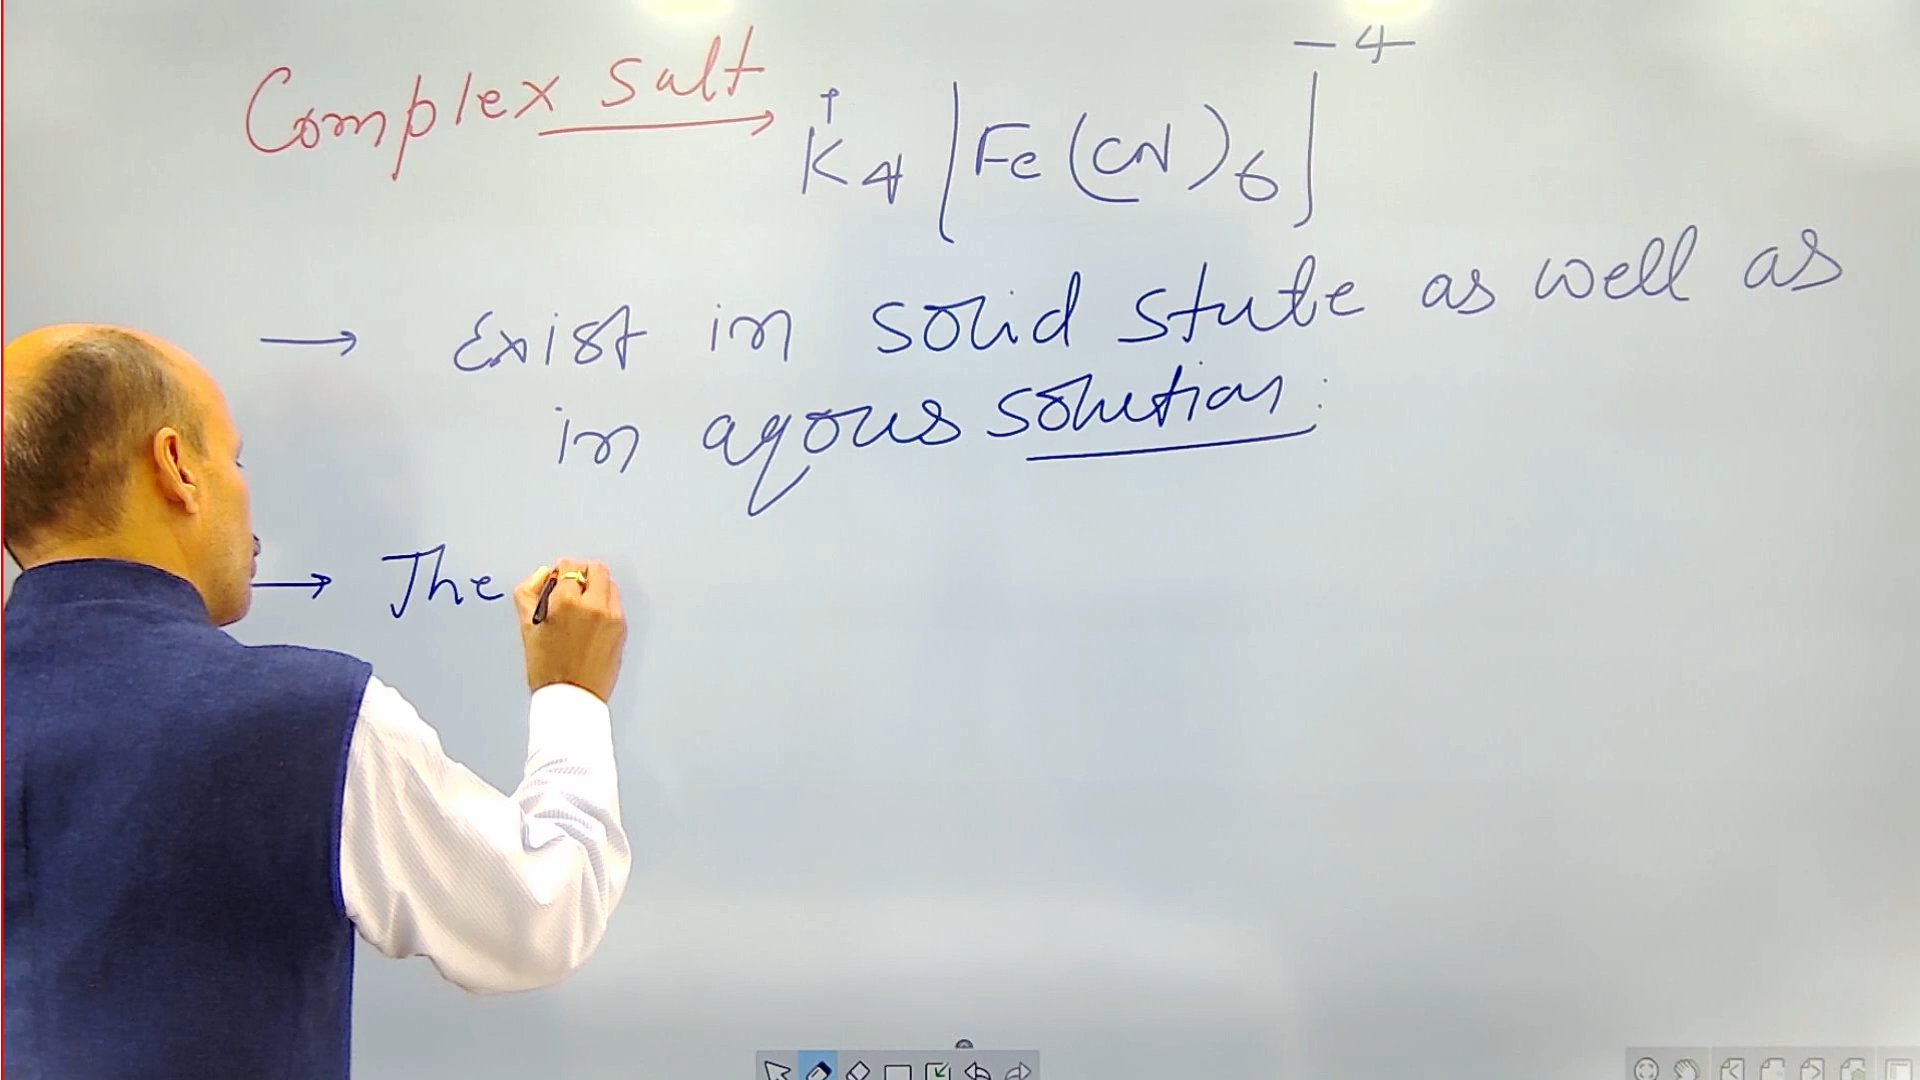 Complex salt → K₄[Fe(CN)₆]⁻⁴
→ Exist in solid state as well as
in aqous solution.
→ The